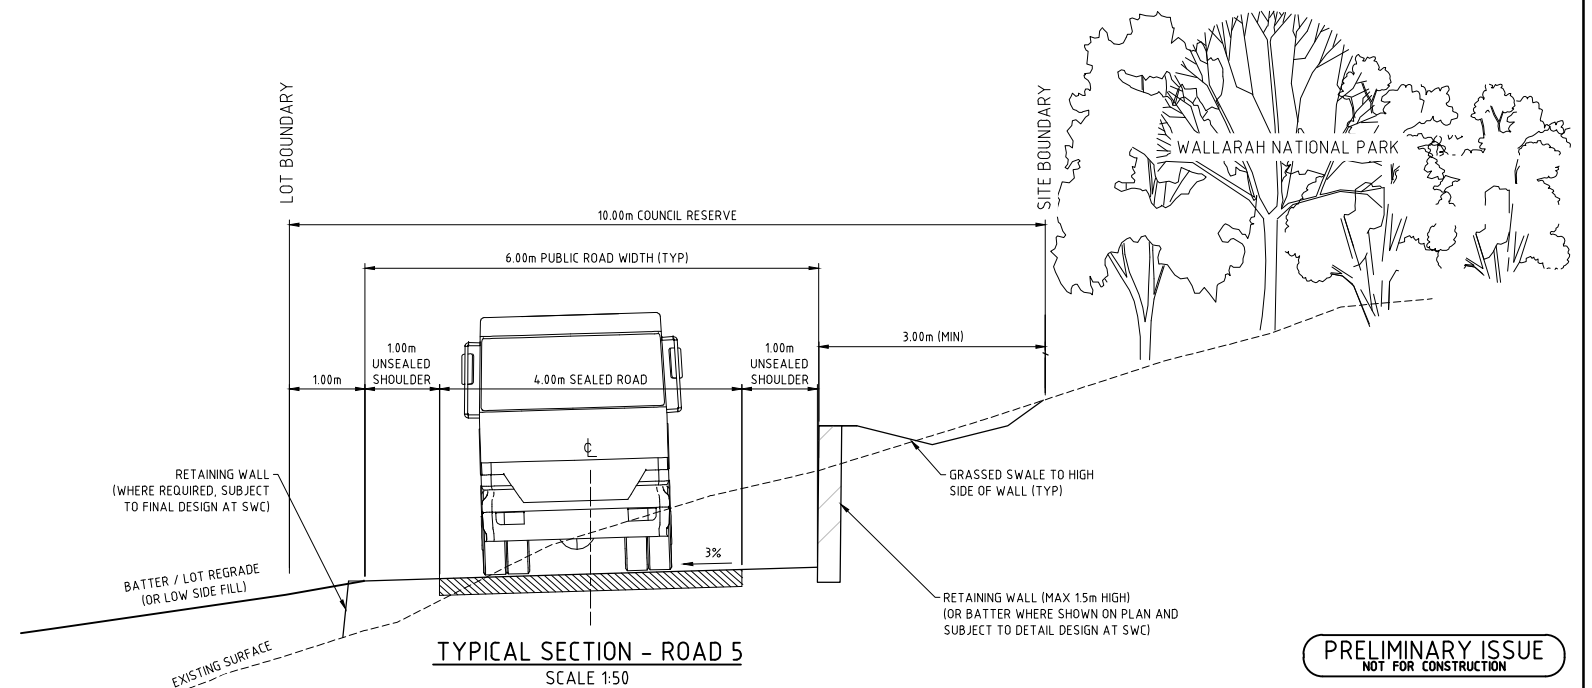 LOT BOUNDARY
SITE BOUNDARY
WALLARAH NATIONAL PARK
10.00m COUNCIL RESERVE
6.00m PUBLIC ROAD WIDTH (TYP)
3.00m (MIN)
1.00m
1.00m
UNSEALED
SHOULDER
4.00m SEALED ROAD
1.00m
UNSEALED
SHOULDER
℄
RETAINING WALL
(WHERE REQUIRED, SUBJECT
TO FINAL DESIGN AT SWC)
GRASSED SWALE TO HIGH
SIDE OF WALL (TYP)
3%
BATTER / LOT REGRADE
(OR LOW SIDE FILL)
RETAINING WALL (MAX 1.5m HIGH)
(OR BATTER WHERE SHOWN ON PLAN AND
SUBJECT TO DETAIL DESIGN AT SWC)
EXISTING SURFACE
TYPICAL SECTION - ROAD 5
SCALE 1:50
PRELIMINARY ISSUE
NOT FOR CONSTRUCTION